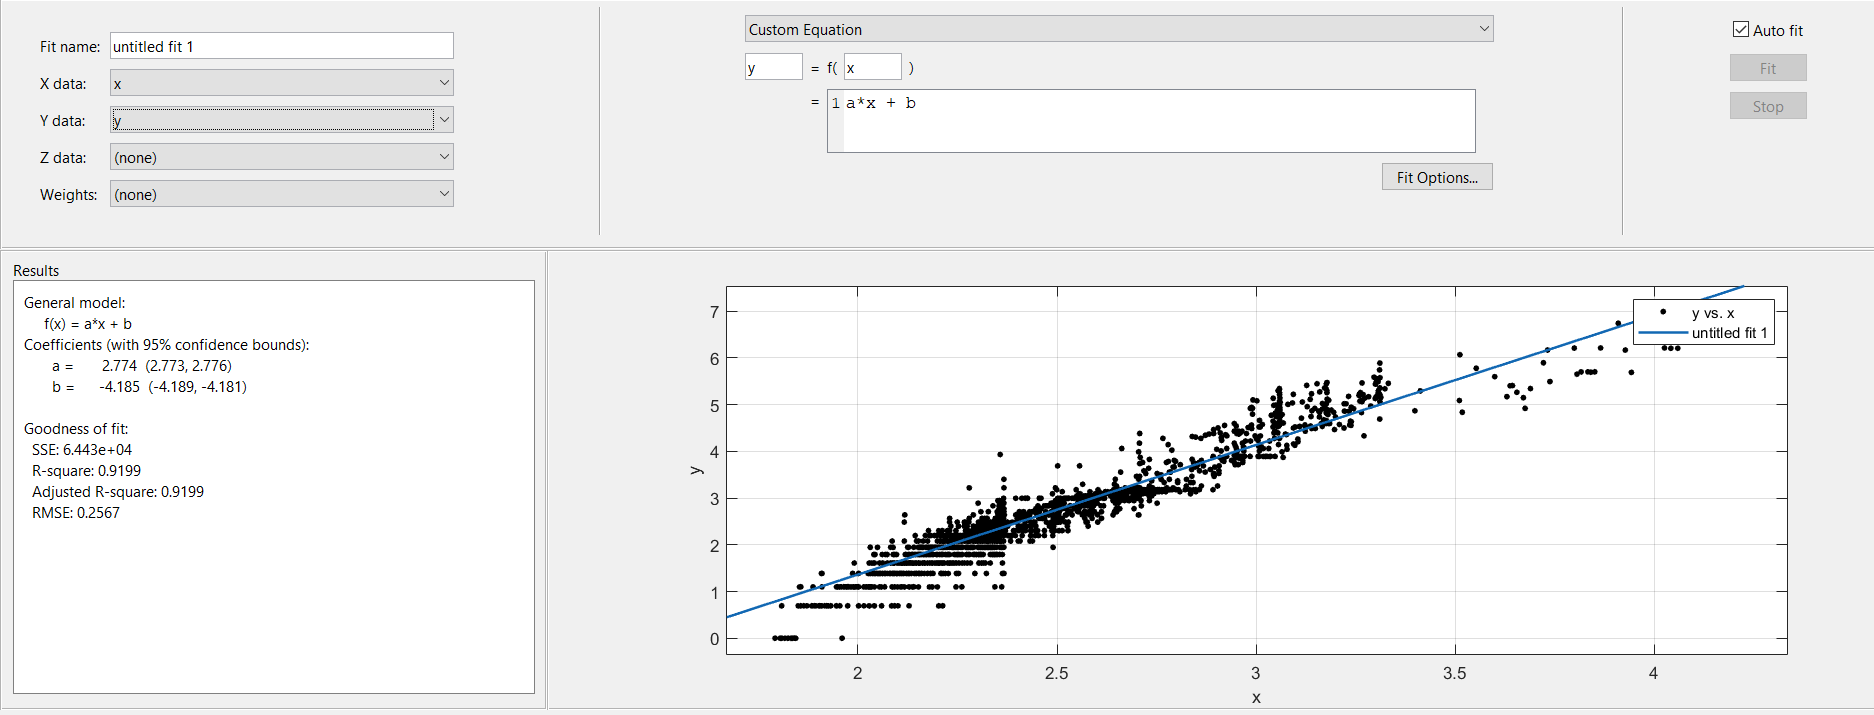 Fit name: untitled fit 1
X data: x
Y data: y
Z data: (none)
Weights: (none)
Custom Equation
y = f( x )
= 1 a*x + b
Fit Options...
Auto fit
Fit
Stop
Results
General model:
f(x) = a*x + b
Coefficients (with 95% confidence bounds):
a = 2.774 (2.773, 2.776)
b = -4.185 (-4.189, -4.181)
Goodness of fit:
SSE: 6.443e+04
R-square: 0.9199
Adjusted R-square: 0.9199
RMSE: 0.2567
y vs. x
untitled fit 1
7
6
5
4
3
2
1
0
y
2 2.5 3 3.5 4
x